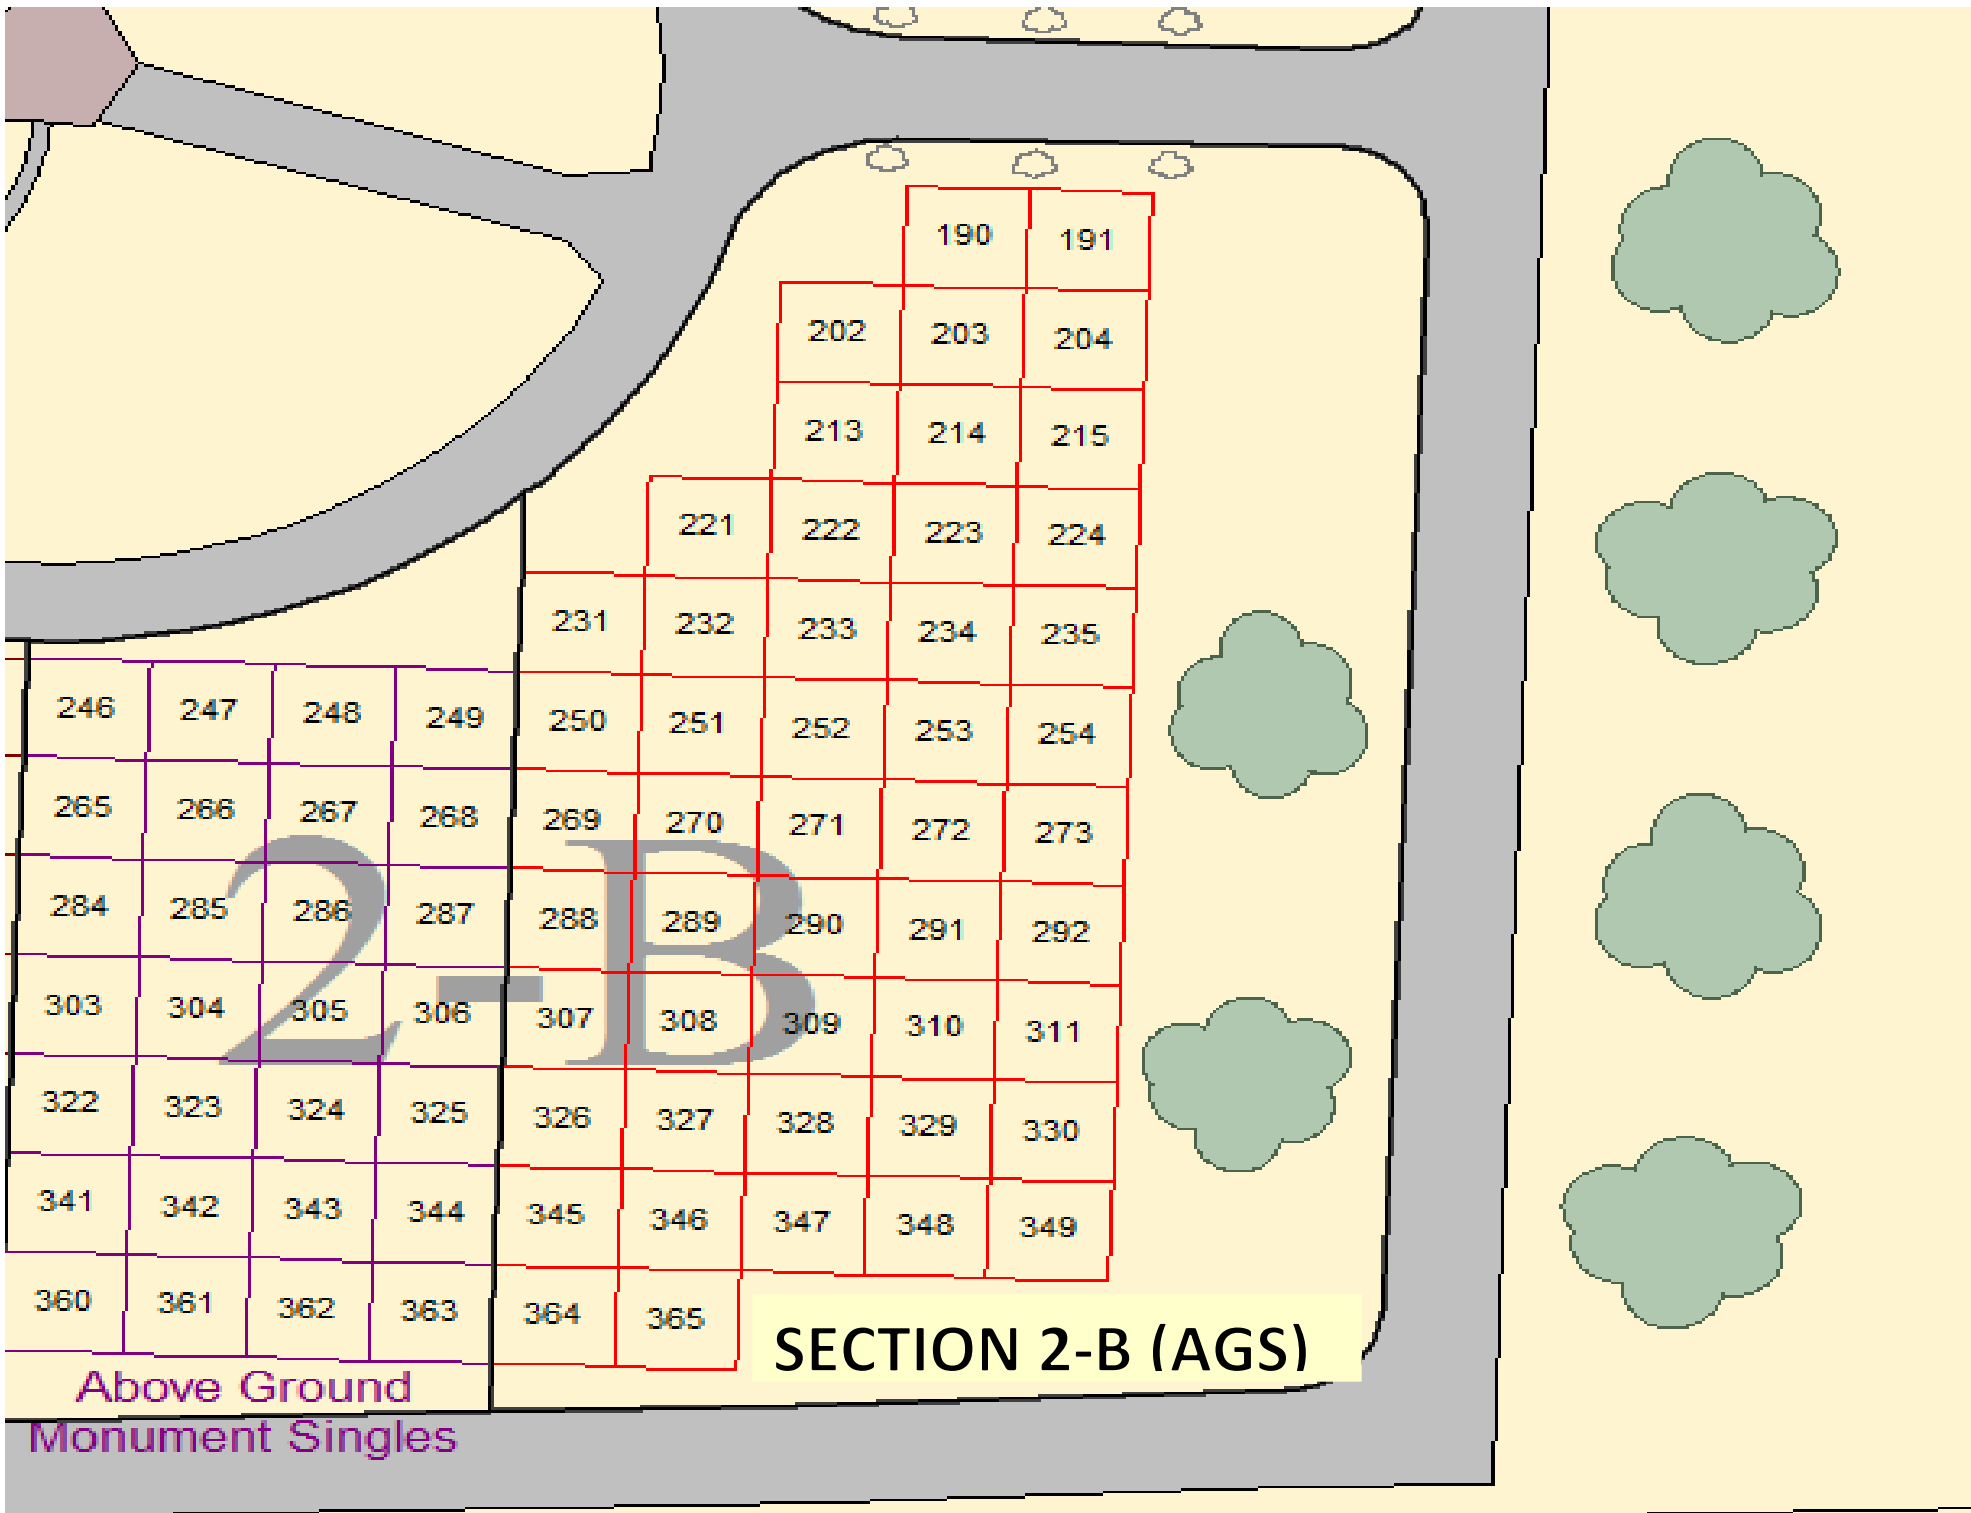 190 191
202 203 204
213 214 215
221 222 223 224
231 232 233 234 235
246 247 248 249 250 251 252 253 254
265 266 267 268 269 270 271 272 273
284 285 286 287 288 289 290 291 292
2-B
303 304 305 306 307 308 309 310 311
322 323 324 325 326 327 328 329 330
341 342 343 344 345 346 347 348 349
360 361 362 363 364 365
SECTION 2-B (AGS)
Above Ground
Monument Singles